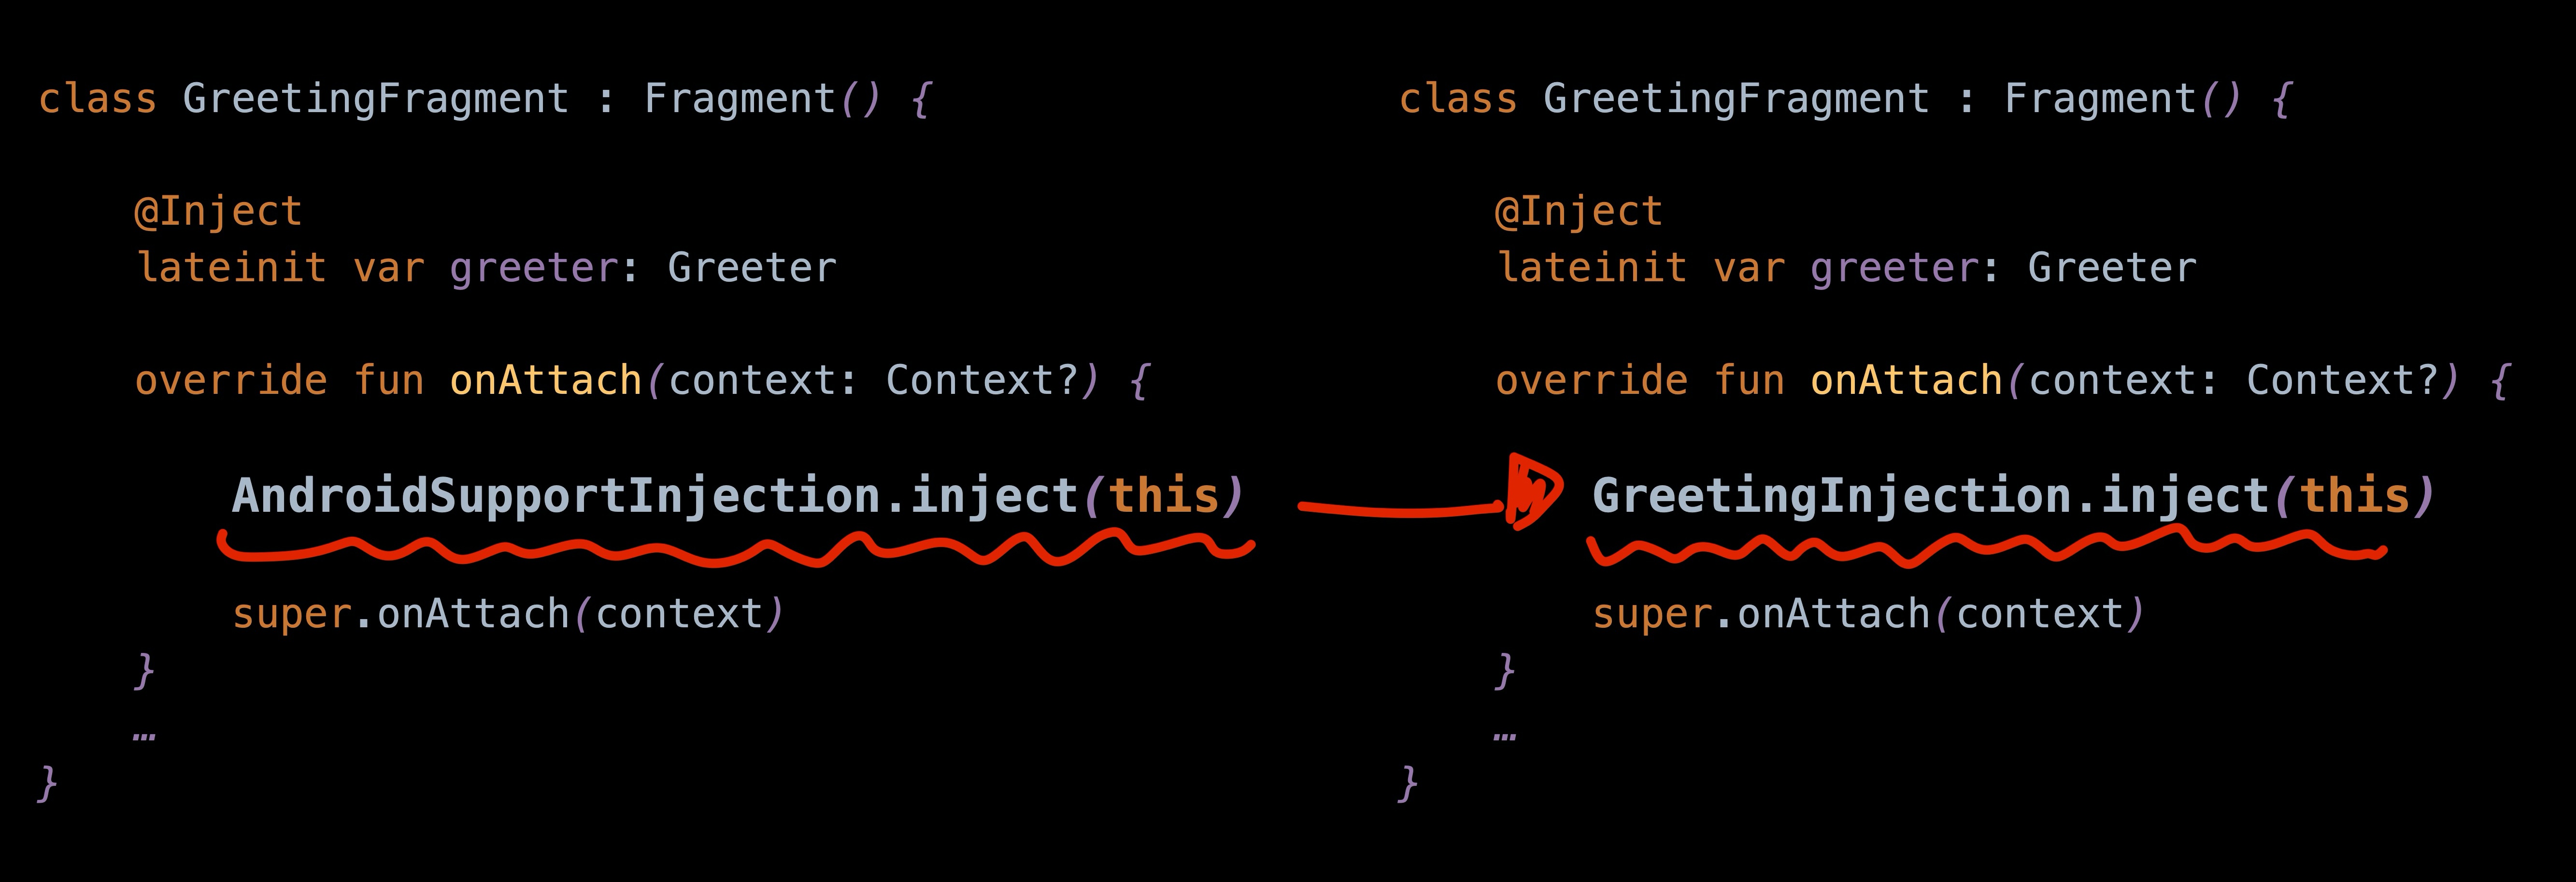 class GreetingFragment : Fragment() {
@Inject
lateinit var greeter: Greeter
override fun onAttach(context: Context?) {
AndroidSupportInjection.inject(this)
super.onAttach(context)
}
…
}
class GreetingFragment : Fragment() {
@Inject
lateinit var greeter: Greeter
override fun onAttach(context: Context?) {
GreetingInjection.inject(this)
super.onAttach(context)
}
…
}